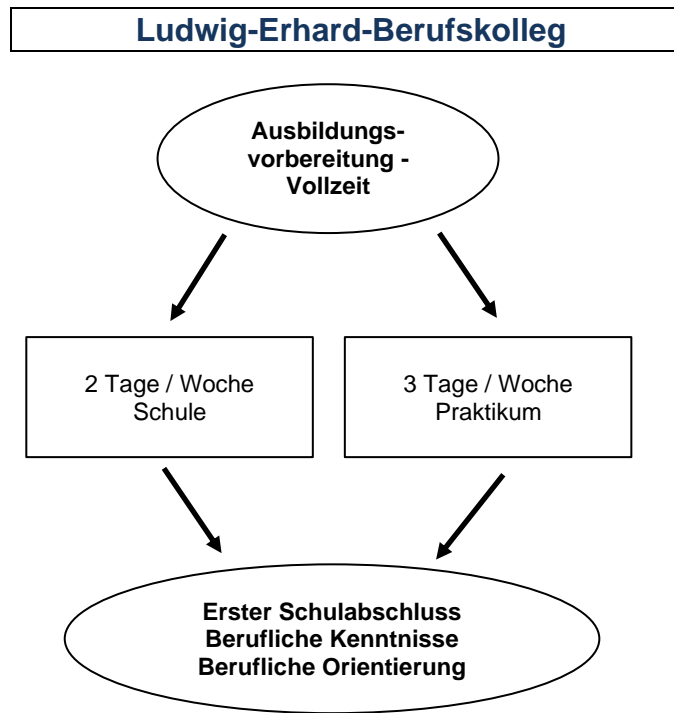 Ludwig-Erhard-Berufskolleg
Ausbildungs-
vorbereitung -
Vollzeit
2 Tage / Woche
Schule
3 Tage / Woche
Praktikum
Erster Schulabschluss
Berufliche Kenntnisse
Berufliche Orientierung